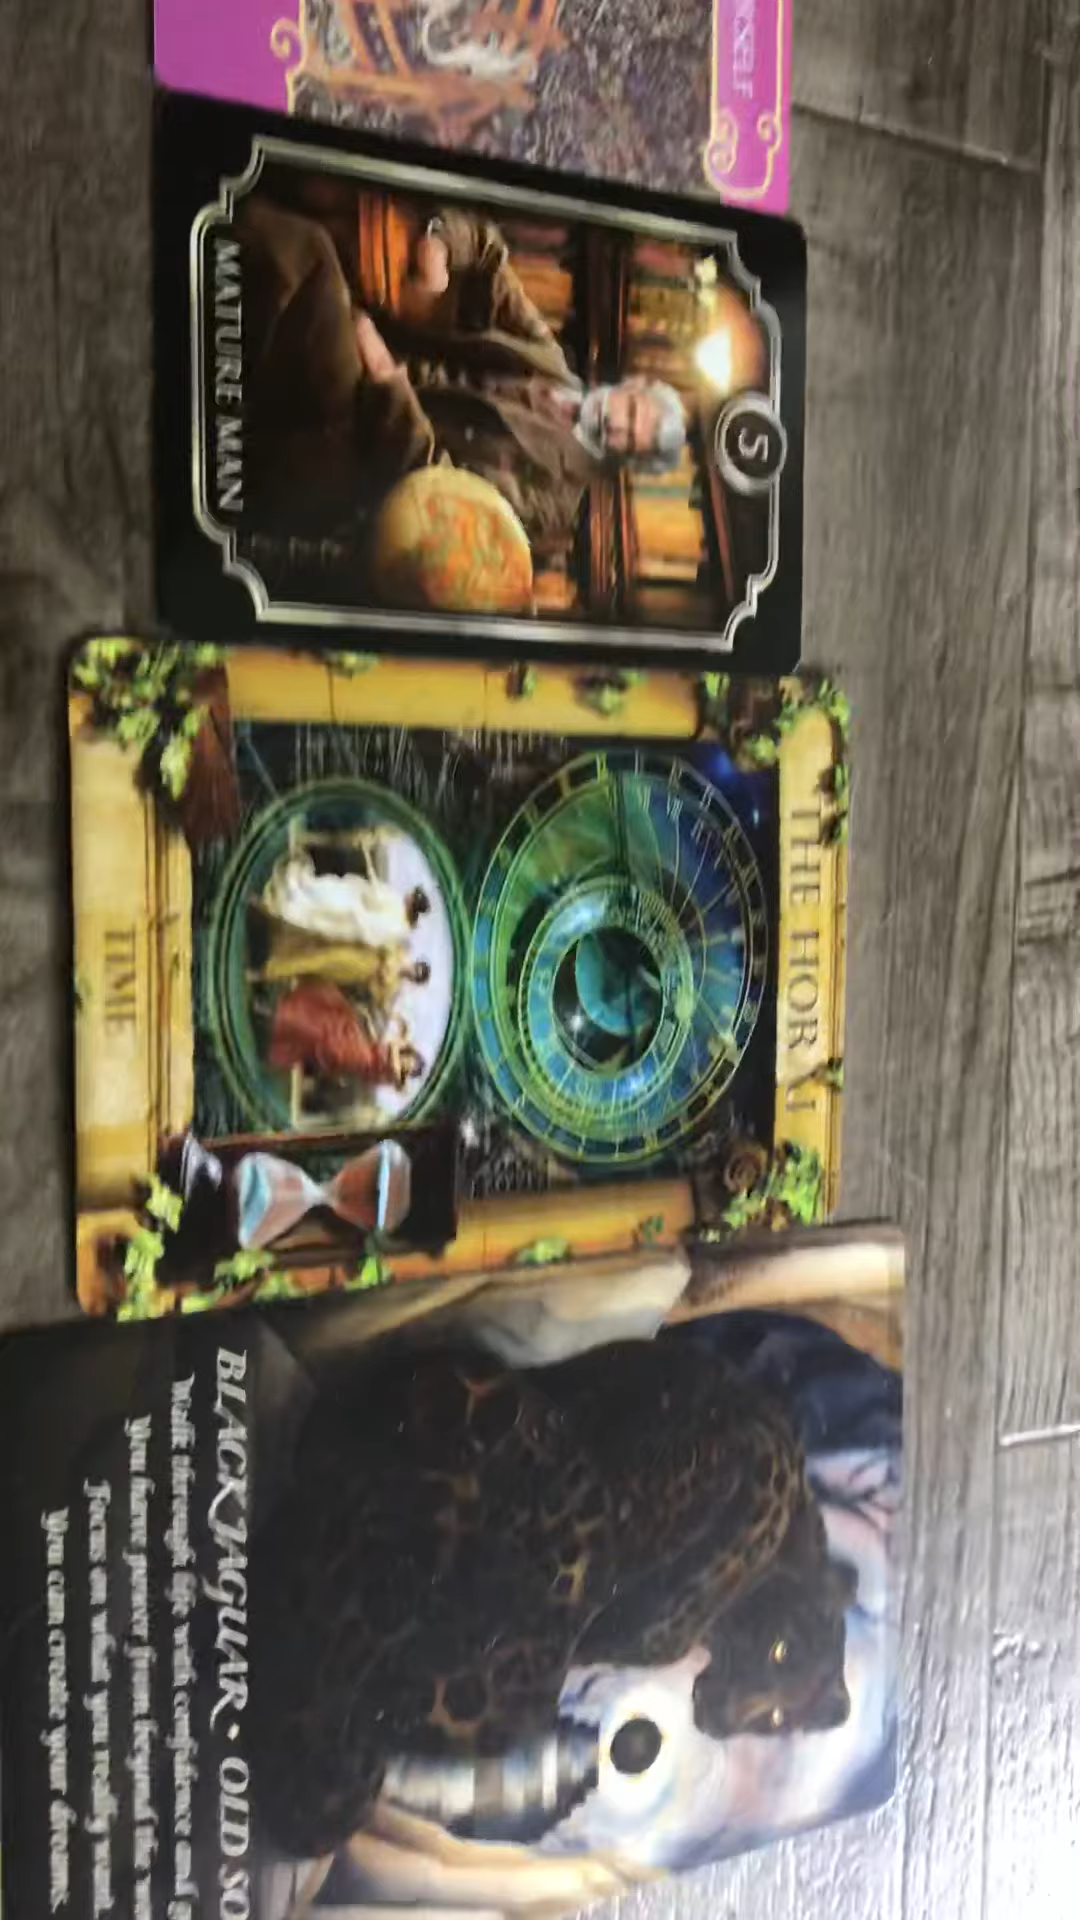 5
MATURE MAN
THE HORAI
TIME
BLACK JAGUAR • OLD SO
Walk through life with confidence and
You have power from beyond the
Focus on what you really want.
You can create your dreams.